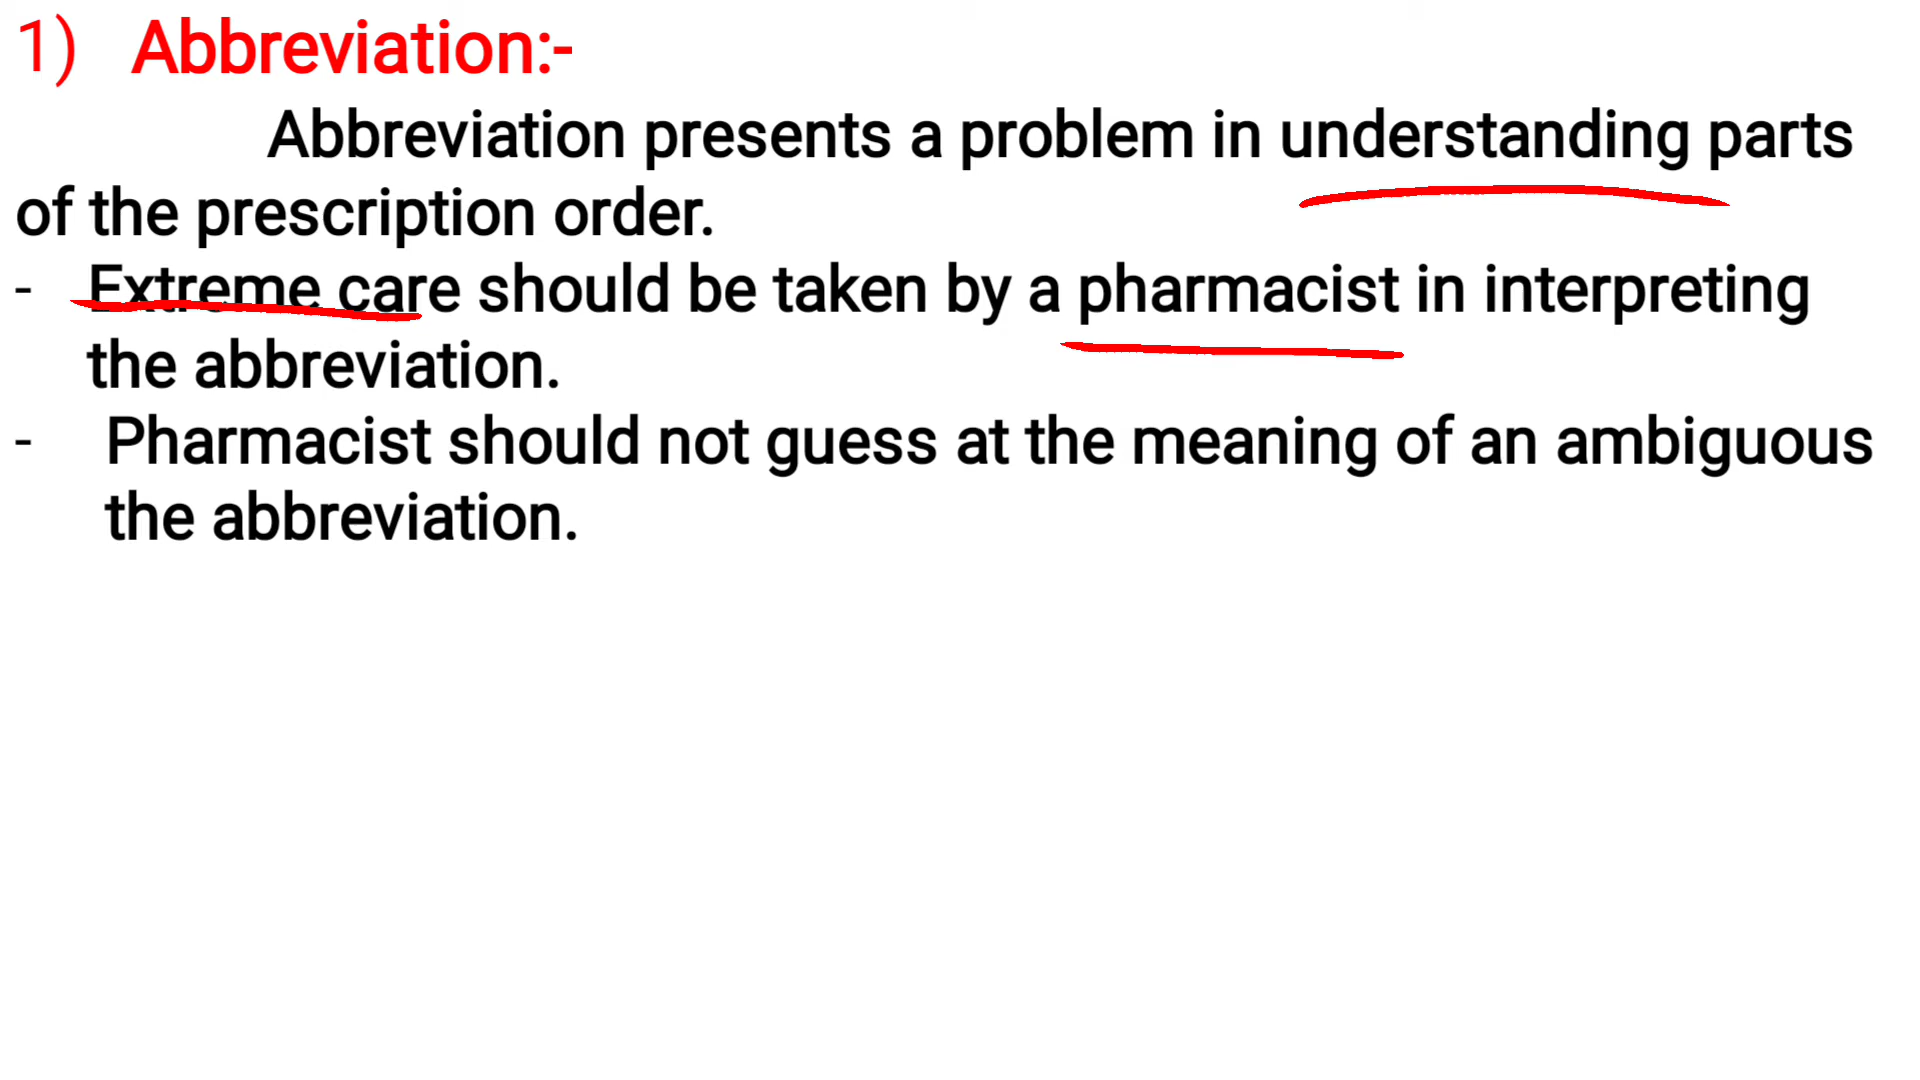 1) Abbreviation:-
Abbreviation presents a problem in understanding parts
of the prescription order.
- Extreme care should be taken by a pharmacist in interpreting
the abbreviation.
- Pharmacist should not guess at the meaning of an ambiguous
the abbreviation.